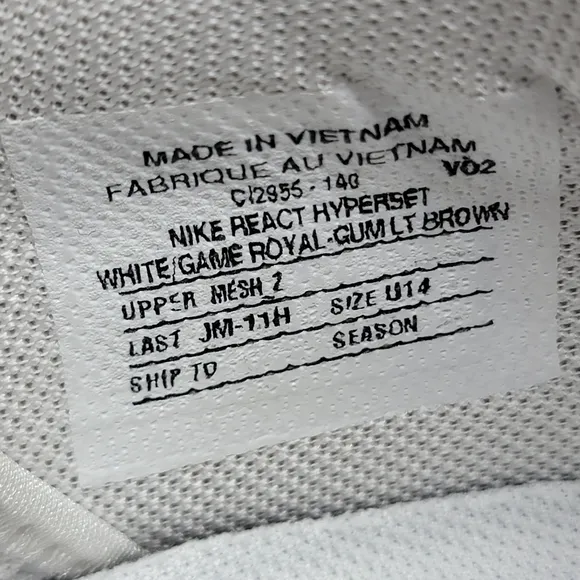 MADE IN VIETNAM
FABRIQUE AU VIETNAM
CI2955-140 V02
NIKE REACT HYPERSET
WHITE/GAME ROYAL-GUM LT BROWN
UPPER MESH 2
LAST JM-11H SIZE U14
SHIP TO SEASON